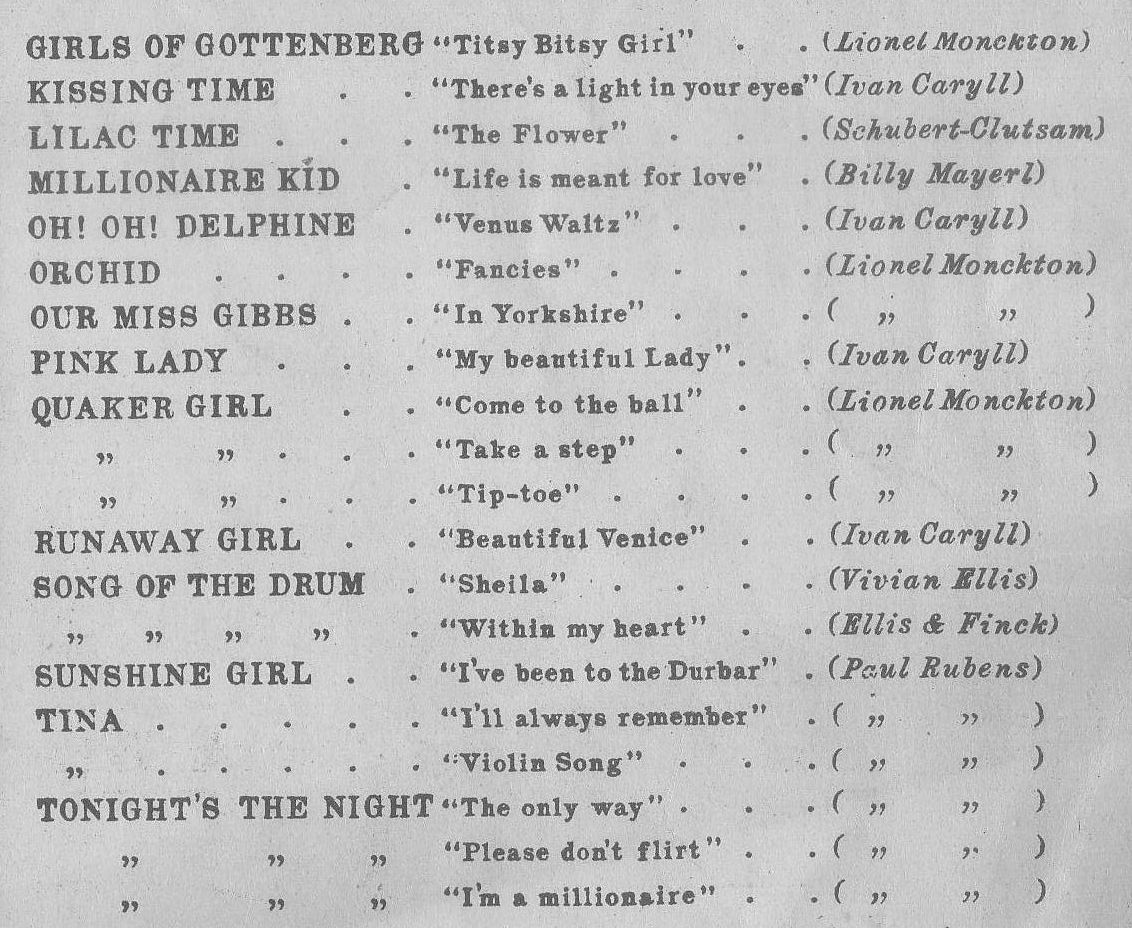 GIRLS OF GOTTENBERG "Titsy Bitsy Girl" . . (Lionel Monckton)
KISSING TIME . . "There's a light in your eyes" (Ivan Caryll)
LILAC TIME . . . "The Flower" . . . (Schubert-Clutsam)
MILLIONAIRE KID . "Life is meant for love" . (Billy Mayerl)
OH! OH! DELPHINE . "Venus Waltz" . . . (Ivan Caryll)
ORCHID . . . . "Fancies" . . . . (Lionel Monckton)
OUR MISS GIBBS . . "In Yorkshire" . . . ( „ „ )
PINK LADY . . . "My beautiful Lady" . . (Ivan Caryll)
QUAKER GIRL . . "Come to the ball" . . (Lionel Monckton)
„ „ . . . "Take a step" . . . ( „ „ )
„ „ . . . "Tip-toe" . . . . ( „ „ )
RUNAWAY GIRL . . "Beautiful Venice" . . (Ivan Caryll)
SONG OF THE DRUM . "Sheila" . . . . (Vivian Ellis)
„ „ „ „ . "Within my heart" . . (Ellis & Finck)
SUNSHINE GIRL . . "I've been to the Durbar" . (Paul Rubens)
TINA . . . . . "I'll always remember" . ( „ „ )
„ . . . . . "Violin Song" . . . ( „ „ )
TONIGHT'S THE NIGHT "The only way" . . . ( „ „ )
„ „ „ "Please don't flirt" . . ( „ „ )
„ „ „ "I'm a millionaire" . . ( „ „ )